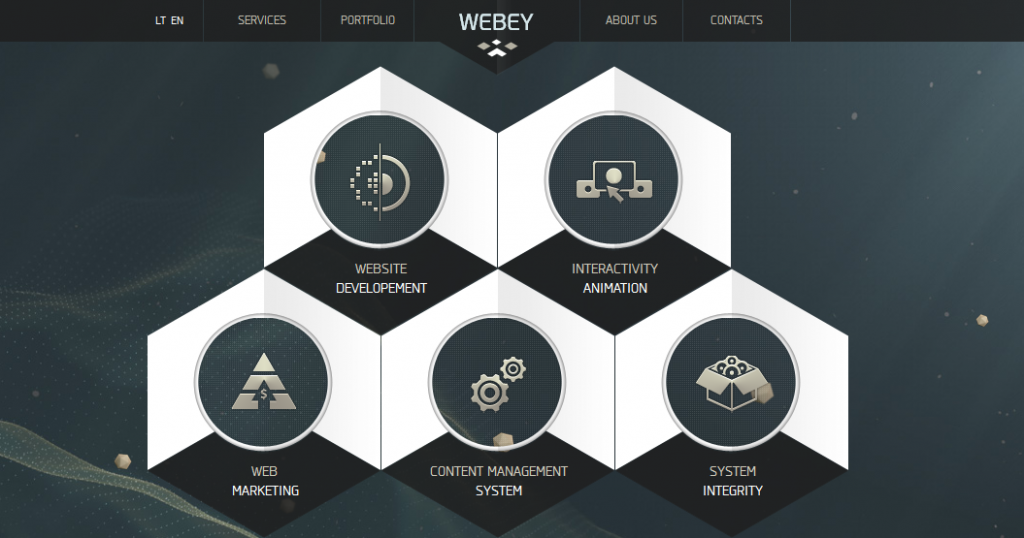 LT EN SERVICES PORTFOLIO WEBEY ABOUT US CONTACTS
WEBSITE
DEVELOPEMENT
INTERACTIVITY
ANIMATION
WEB
MARKETING
$
CONTENT MANAGEMENT
SYSTEM
SYSTEM
INTEGRITY